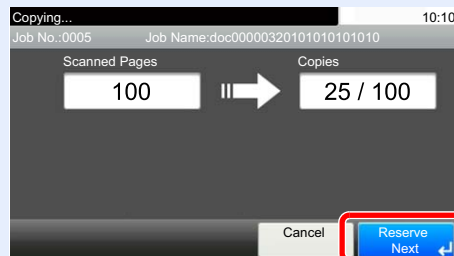 Copying...
10:10
Job No.:0005
Job Name:doc00000320101010101010
Scanned Pages
Copies
100
25 / 100
Cancel
Reserve
Next